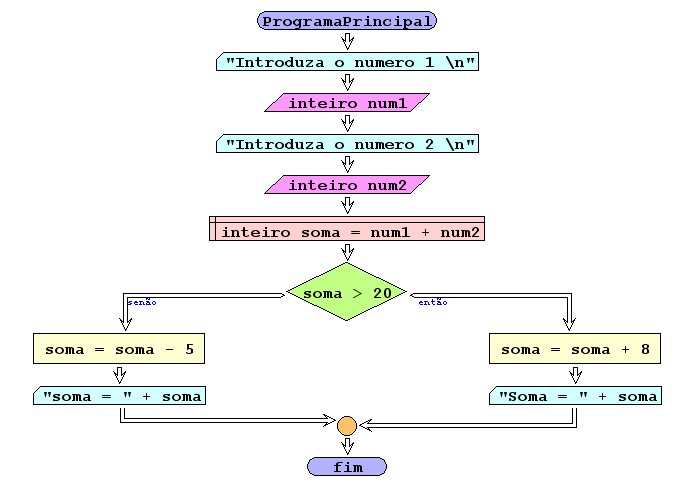 ProgramaPrincipal
"Introduza o numero 1 \n"
inteiro num1
"Introduza o numero 2 \n"
inteiro num2
inteiro soma = num1 + num2
soma > 20
senão
então
soma = soma - 5
soma = soma + 8
"soma = " + soma
"Soma = " + soma
fim